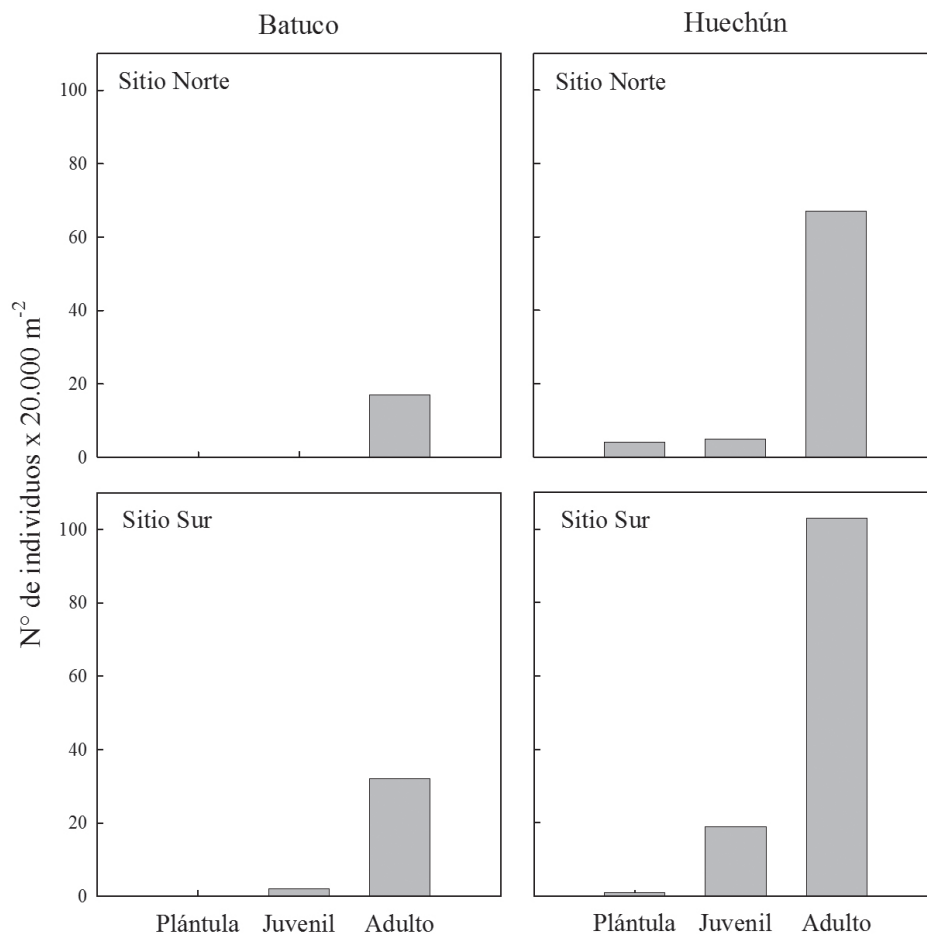 Batuco
Huechún
Sitio Norte
Sitio Norte
100
80
60
40
20
0
Sitio Sur
Sitio Sur
100
80
60
40
20
0
N° de individuos x 20.000 m⁻²
Plántula Juvenil Adulto
Plántula Juvenil Adulto